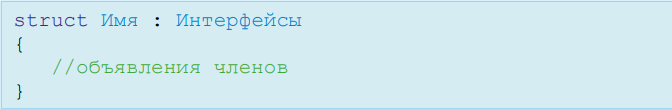 struct Имя : Интерфейсы
{
//объявления членов
}